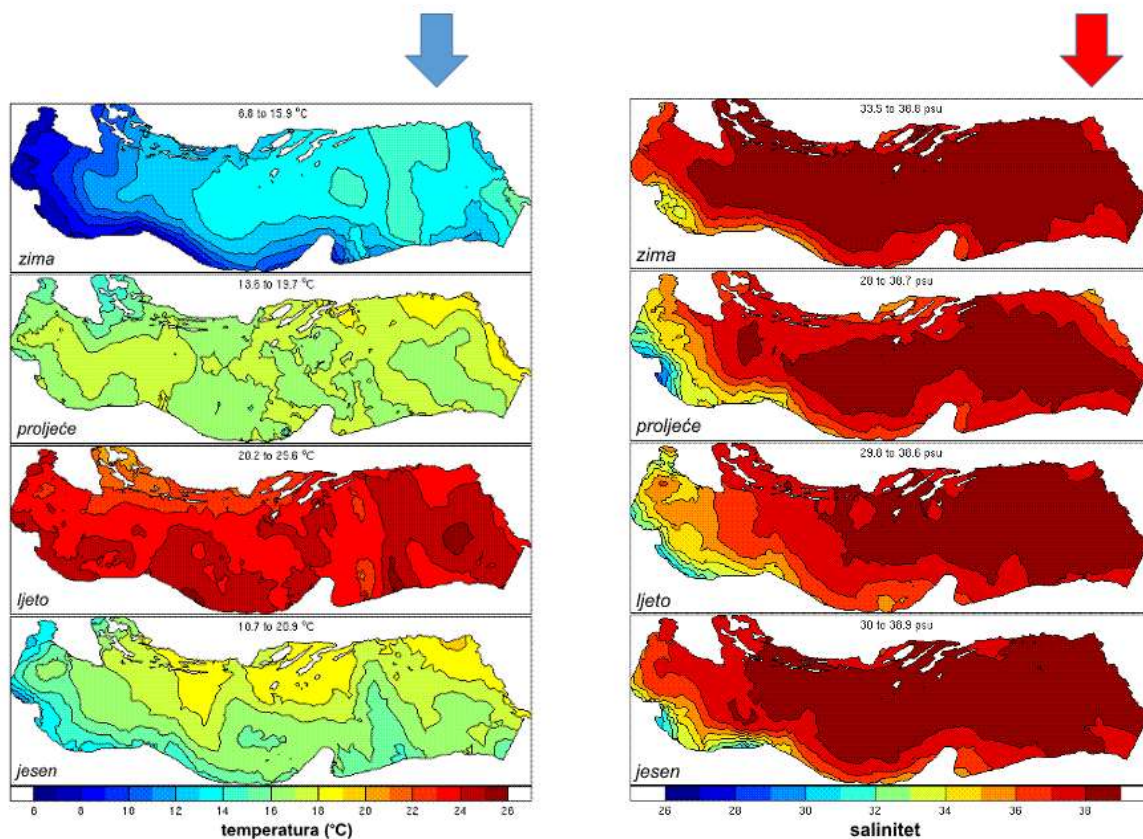 6.8 to 15.9 °C
zima
13.6 to 19.7 °C
proljeće
20.2 to 25.6 °C
ljeto
10.7 to 20.9 °C
jesen
6 8 10 12 14 16 18 20 22 24 26
temperatura (°C)
33.5 to 38.8 psu
zima
28 to 38.7 psu
proljeće
29.8 to 38.6 psu
ljeto
30 to 38.9 psu
jesen
26 28 30 32 34 36 38
salinitet